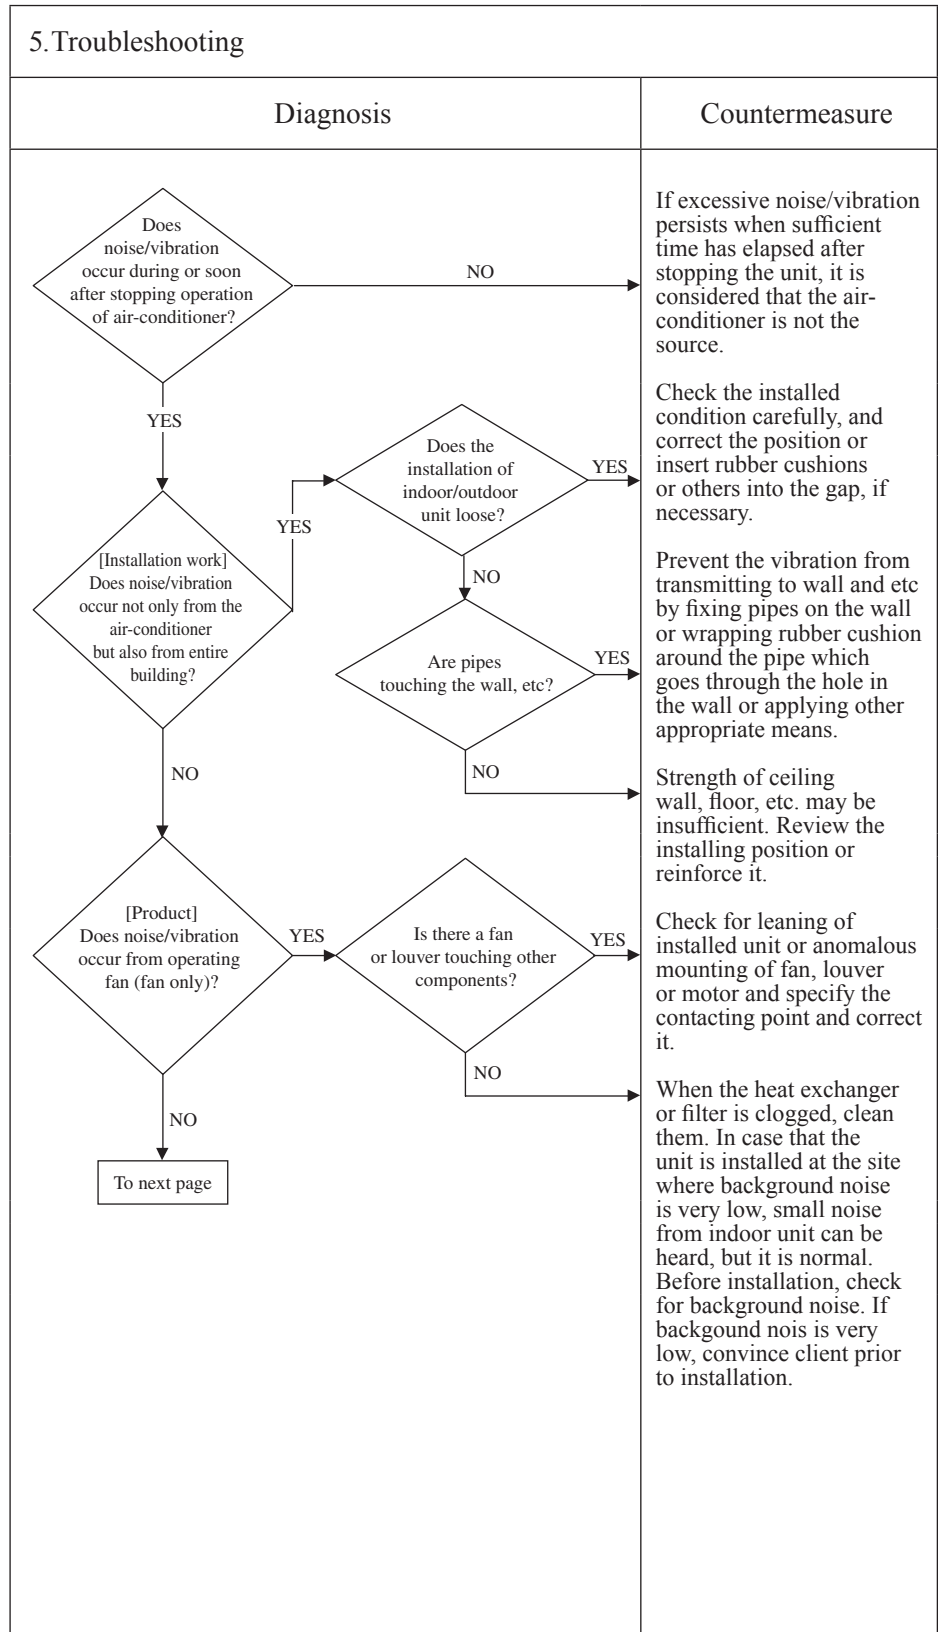 5.Troubleshooting
Diagnosis
Countermeasure
Does
noise/vibration
occur during or soon
after stopping operation
of air-conditioner?
NO
If excessive noise/vibration
persists when sufficient
time has elapsed after
stopping the unit, it is
considered that the air-
conditioner is not the
source.
YES
Does the
installation of
indoor/outdoor
unit loose?
YES
Check the installed
condition carefully, and
correct the position or
insert rubber cushions
or others into the gap, if
necessary.
YES
[Installation work]
Does noise/vibration
occur not only from the
air-conditioner
but also from entire
building?
NO
Are pipes
touching the wall, etc?
YES
Prevent the vibration from
transmitting to wall and etc
by fixing pipes on the wall
or wrapping rubber cushion
around the pipe which
goes through the hole in
the wall or applying other
appropriate means.
NO
NO
Strength of ceiling
wall, floor, etc. may be
insufficient. Review the
installing position or
reinforce it.
[Product]
Does noise/vibration
occur from operating
fan (fan only)?
YES
Is there a fan
or louver touching other
components?
YES
Check for leaning of
installed unit or anomalous
mounting of fan, louver
or motor and specify the
contacting point and correct
it.
NO
When the heat exchanger
or filter is clogged, clean
them. In case that the
unit is installed at the site
where background noise
is very low, small noise
from indoor unit can be
heard, but it is normal.
Before installation, check
for background noise. If
backgound nois is very
low, convince client prior
to installation.
NO
To next page